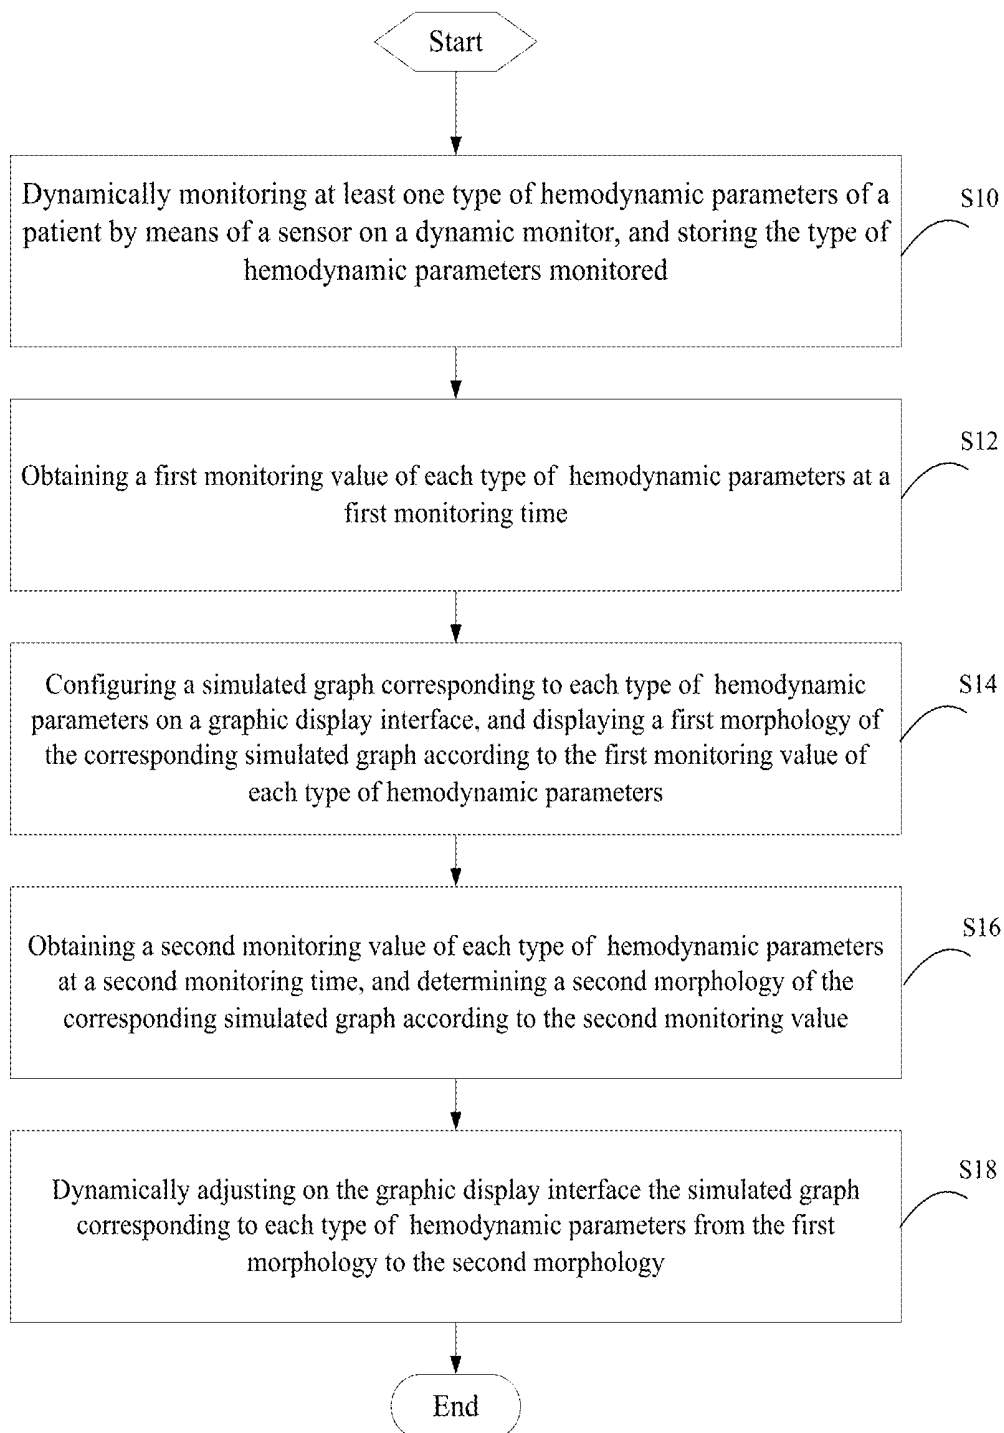 Start
Dynamically monitoring at least one type of hemodynamic parameters of a
patient by means of a sensor on a dynamic monitor, and storing the type of
hemodynamic parameters monitored
S10
Obtaining a first monitoring value of each type of hemodynamic parameters at a
first monitoring time
S12
Configuring a simulated graph corresponding to each type of hemodynamic
parameters on a graphic display interface, and displaying a first morphology of
the corresponding simulated graph according to the first monitoring value of
each type of hemodynamic parameters
S14
Obtaining a second monitoring value of each type of hemodynamic parameters
at a second monitoring time, and determining a second morphology of the
corresponding simulated graph according to the second monitoring value
S16
Dynamically adjusting on the graphic display interface the simulated graph
corresponding to each type of hemodynamic parameters from the first
morphology to the second morphology
S18
End